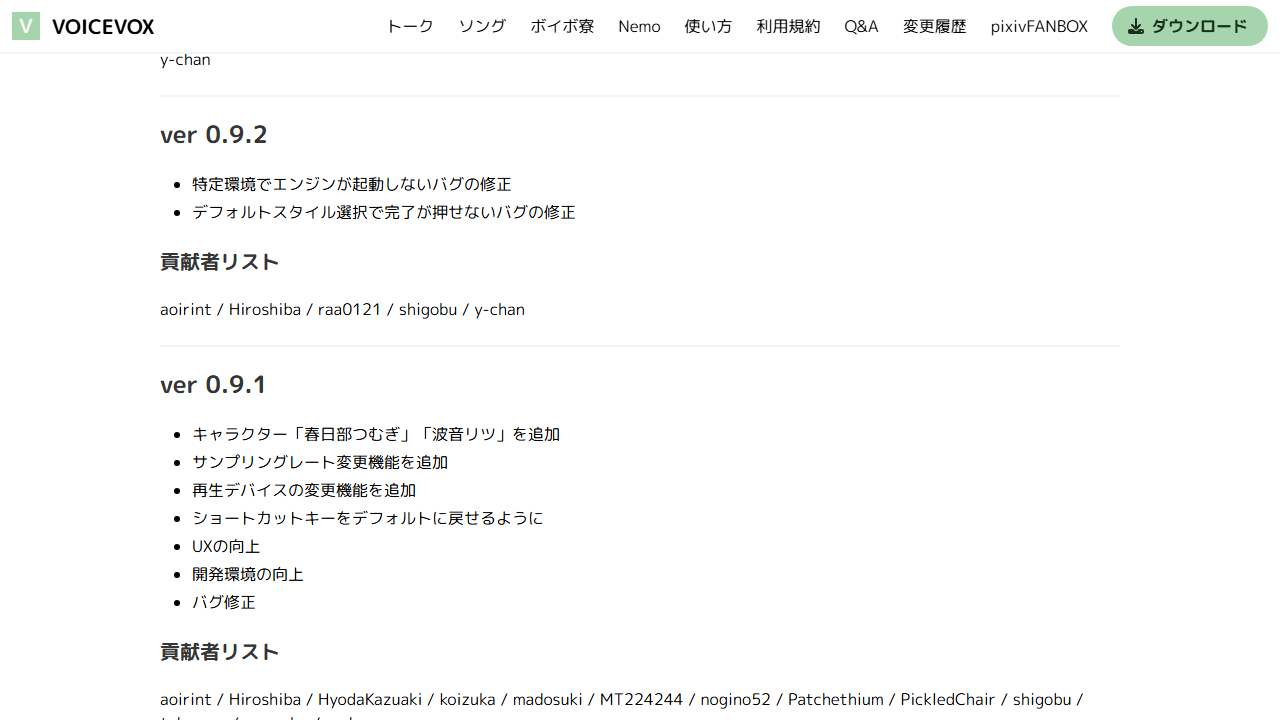 V VOICEVOX トーク ソング ボイボ寮 Nemo 使い方 利用規約 Q&A 変更履歴 pixivFANBOX ダウンロード
y-chan
ver 0.9.2
特定環境でエンジンが起動しないバグの修正
デフォルトスタイル選択で完了が押せないバグの修正
貢献者リスト
aoirint / Hiroshiba / raa0121 / shigobu / y-chan
ver 0.9.1
キャラクター「春日部つむぎ」「波音リツ」を追加
サンプリングレート変更機能を追加
再生デバイスの変更機能を追加
ショートカットキーをデフォルトに戻せるように
UXの向上
開発環境の向上
バグ修正
貢献者リスト
aoirint / Hiroshiba / HyodaKazuaki / koizuka / madosuki / MT224244 / nogino52 / Patchethium / PickledChair / shigobu /